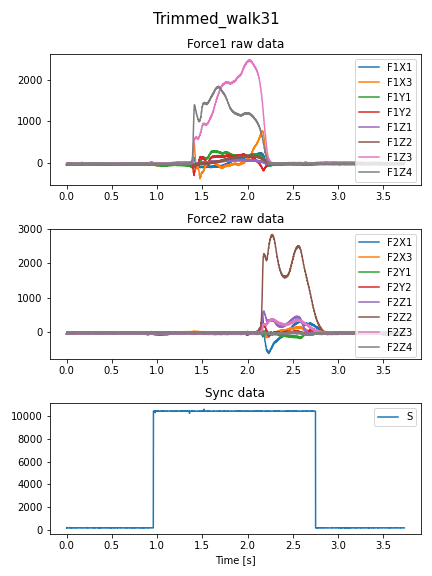 Trimmed_walk31
Force1 raw data
2000
1000
0
F1X1
F1X3
F1Y1
F1Y2
F1Z1
F1Z2
F1Z3
F1Z4
0.0 0.5 1.0 1.5 2.0 2.5 3.0 3.5
Force2 raw data
3000
2000
1000
0
F2X1
F2X3
F2Y1
F2Y2
F2Z1
F2Z2
F2Z3
F2Z4
0.0 0.5 1.0 1.5 2.0 2.5 3.0 3.5
Sync data
10000
8000
6000
4000
2000
0
S
0.0 0.5 1.0 1.5 2.0 2.5 3.0 3.5
Time [s]